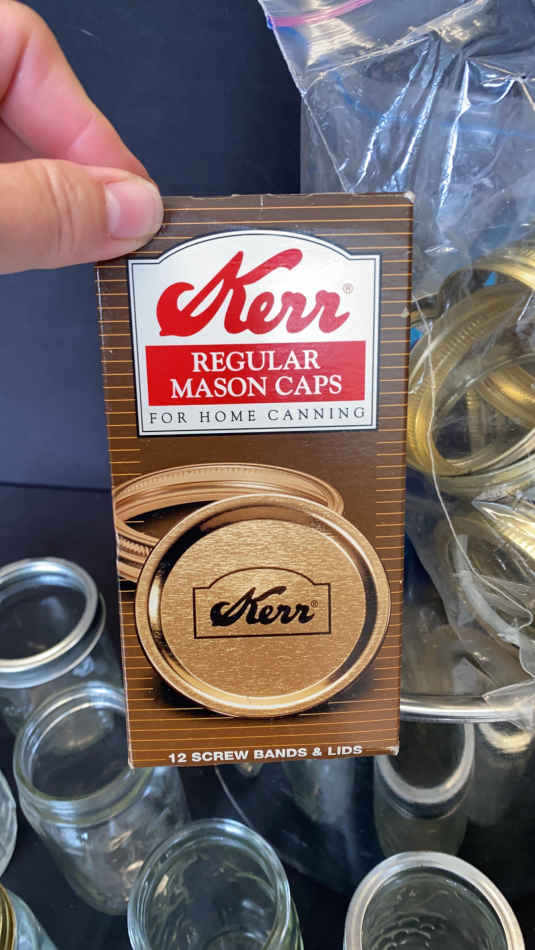 Kerr®
REGULAR
MASON CAPS
FOR HOME CANNING
Kerr®
12 SCREW BANDS & LIDS